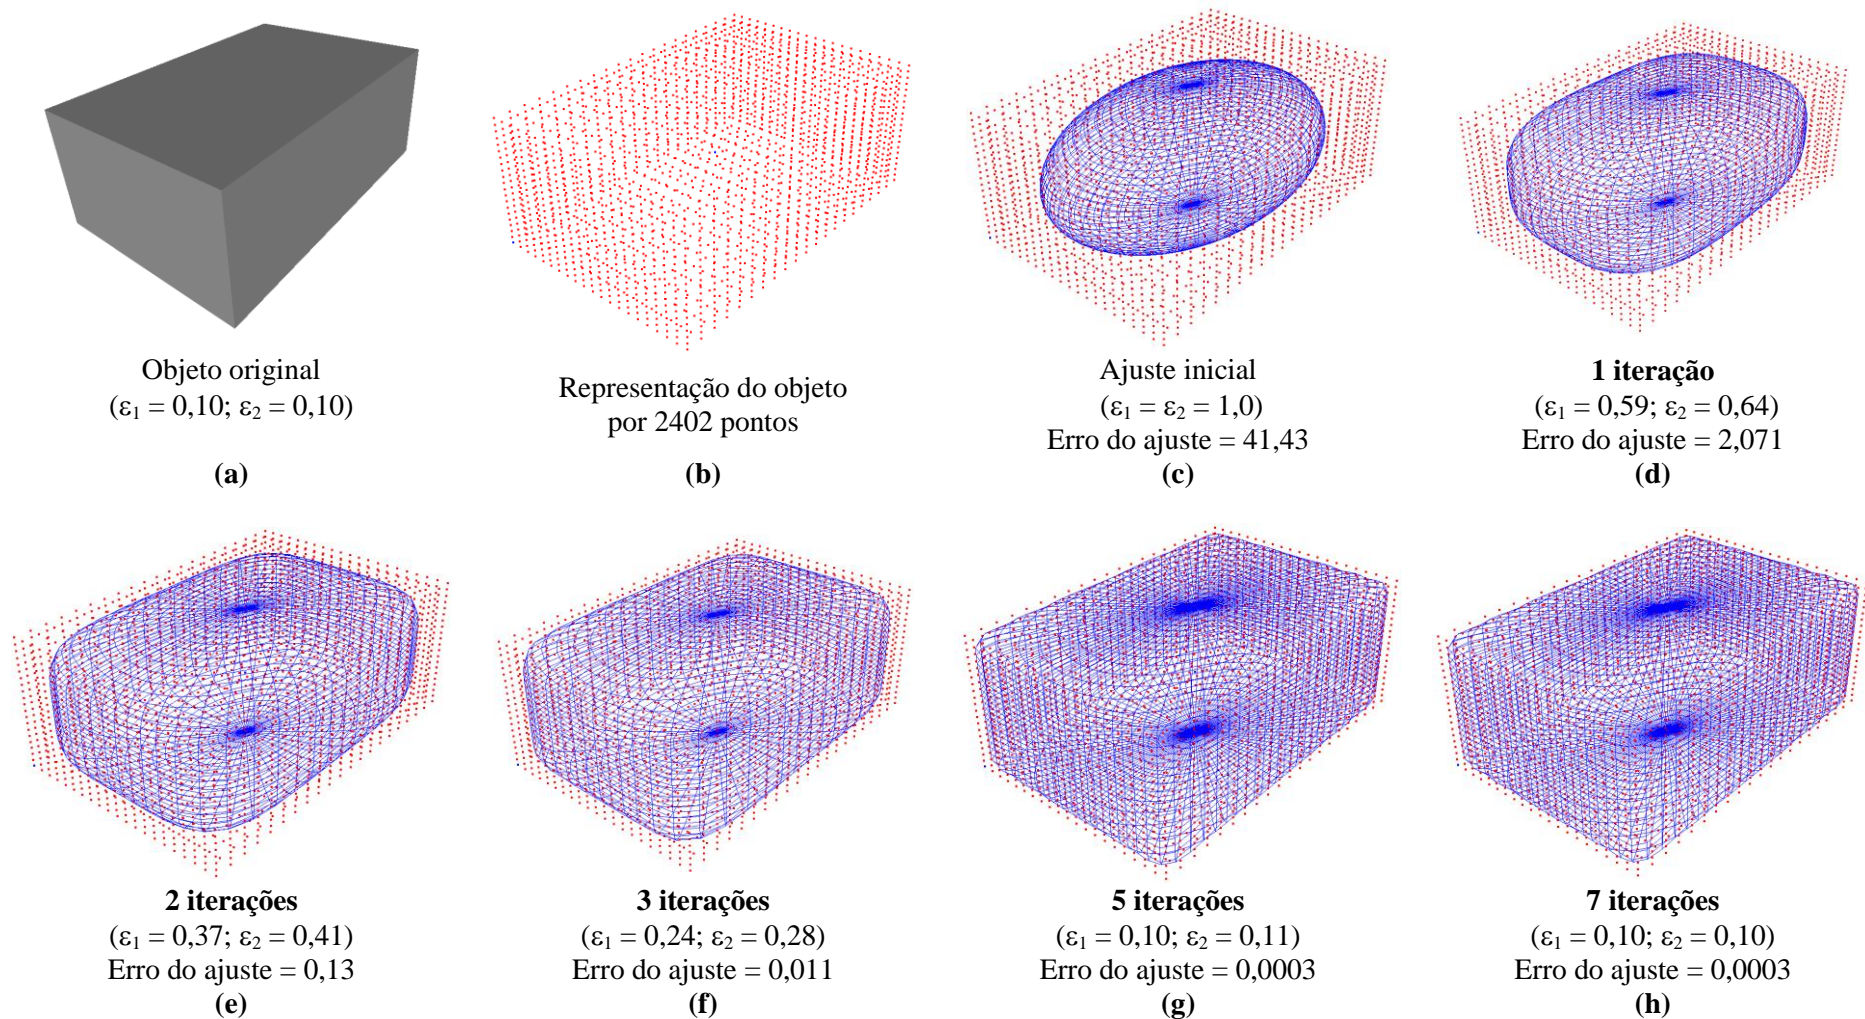 Objeto original
(ε₁ = 0,10; ε₂ = 0,10)
(a)
Representação do objeto
por 2402 pontos
(b)
Ajuste inicial
(ε₁ = ε₂ = 1,0)
Erro do ajuste = 41,43
(c)
1 iteração
(ε₁ = 0,59; ε₂ = 0,64)
Erro do ajuste = 2,071
(d)
2 iterações
(ε₁ = 0,37; ε₂ = 0,41)
Erro do ajuste = 0,13
(e)
3 iterações
(ε₁ = 0,24; ε₂ = 0,28)
Erro do ajuste = 0,011
(f)
5 iterações
(ε₁ = 0,10; ε₂ = 0,11)
Erro do ajuste = 0,0003
(g)
7 iterações
(ε₁ = 0,10; ε₂ = 0,10)
Erro do ajuste = 0,0003
(h)